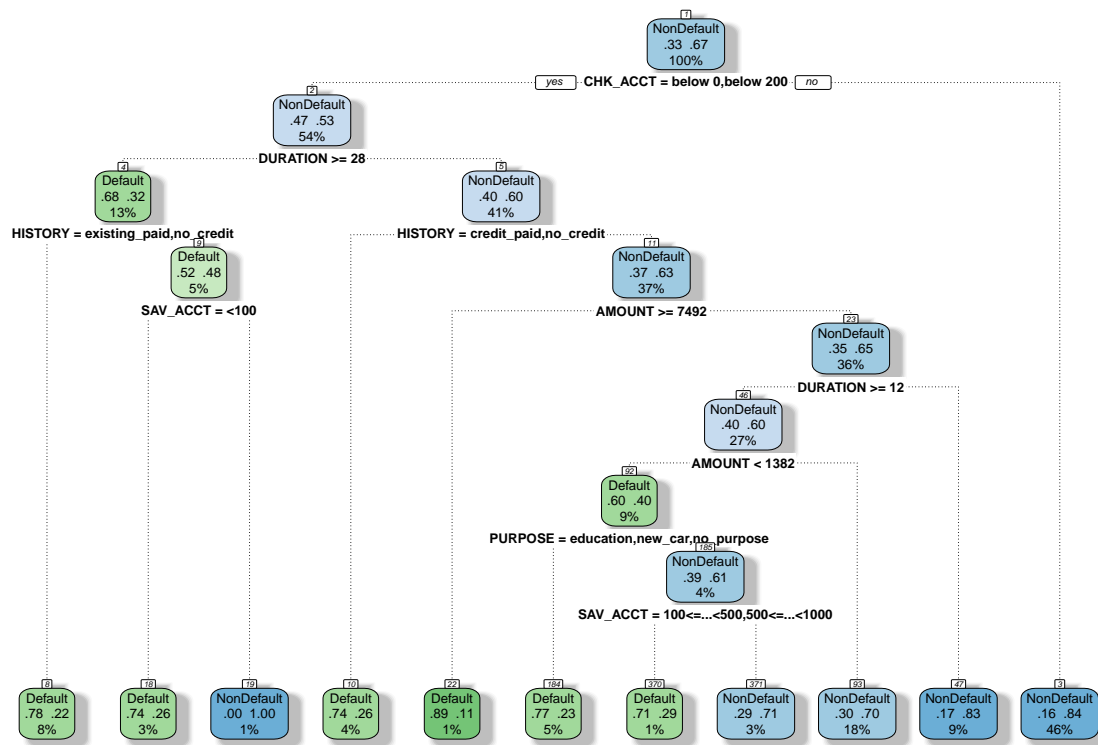 1
NonDefault
.33 .67
100%
yes CHK_ACCT = below 0,below 200 no
2
NonDefault
.47 .53
54%
DURATION >= 28
4
Default
.68 .32
13%
5
NonDefault
.40 .60
41%
HISTORY = existing_paid,no_credit
HISTORY = credit_paid,no_credit
9
Default
.52 .48
5%
11
NonDefault
.37 .63
37%
SAV_ACCT = <100
AMOUNT >= 7492
23
NonDefault
.35 .65
36%
DURATION >= 12
46
NonDefault
.40 .60
27%
AMOUNT < 1382
92
Default
.60 .40
9%
PURPOSE = education,new_car,no_purpose
185
NonDefault
.39 .61
4%
SAV_ACCT = 100<=...<500,500<=...<1000
8
Default
.78 .22
8%
18
Default
.74 .26
3%
19
NonDefault
.00 1.00
1%
10
Default
.74 .26
4%
22
Default
.89 .11
1%
184
Default
.77 .23
5%
370
Default
.71 .29
1%
371
NonDefault
.29 .71
3%
93
NonDefault
.30 .70
18%
47
NonDefault
.17 .83
9%
3
NonDefault
.16 .84
46%